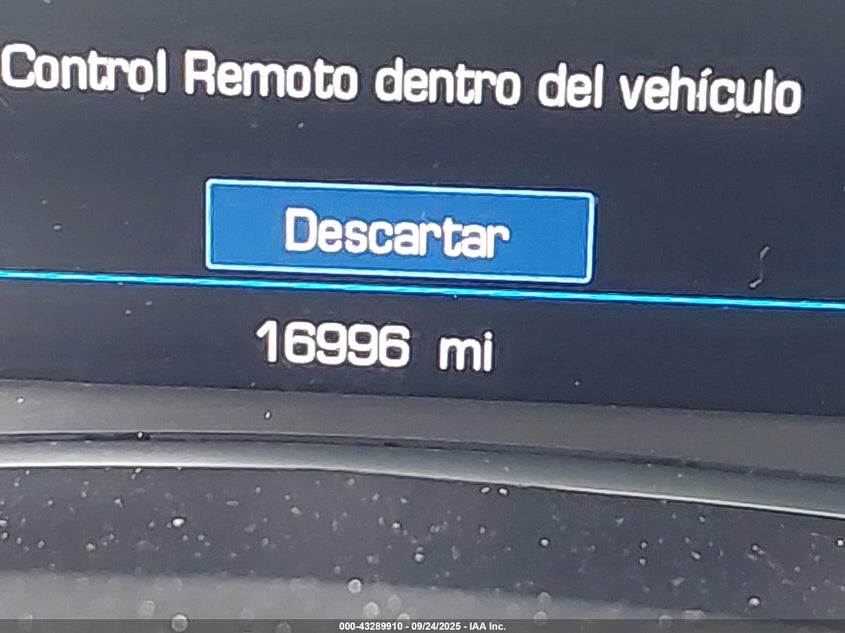 Control Remoto dentro del vehículo
Descartar
16996 mi
000-43289910 - 09/24/2025 - IAA Inc.